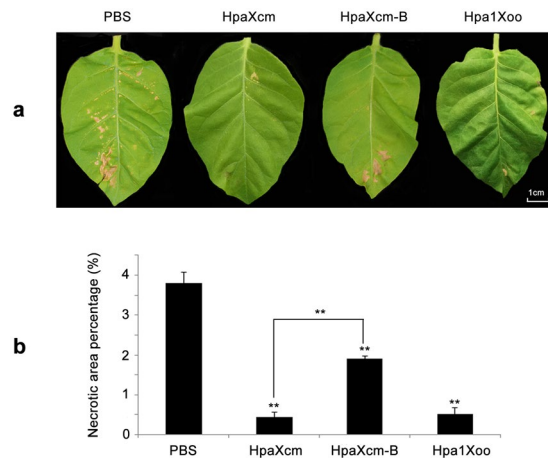 PBS HpaXcm HpaXcm-B Hpa1Xoo
a
1cm
b
Necrotic area percentage (%)
4
3
2
1
0
**
**
**
**
PBS HpaXcm HpaXcm-B Hpa1Xoo